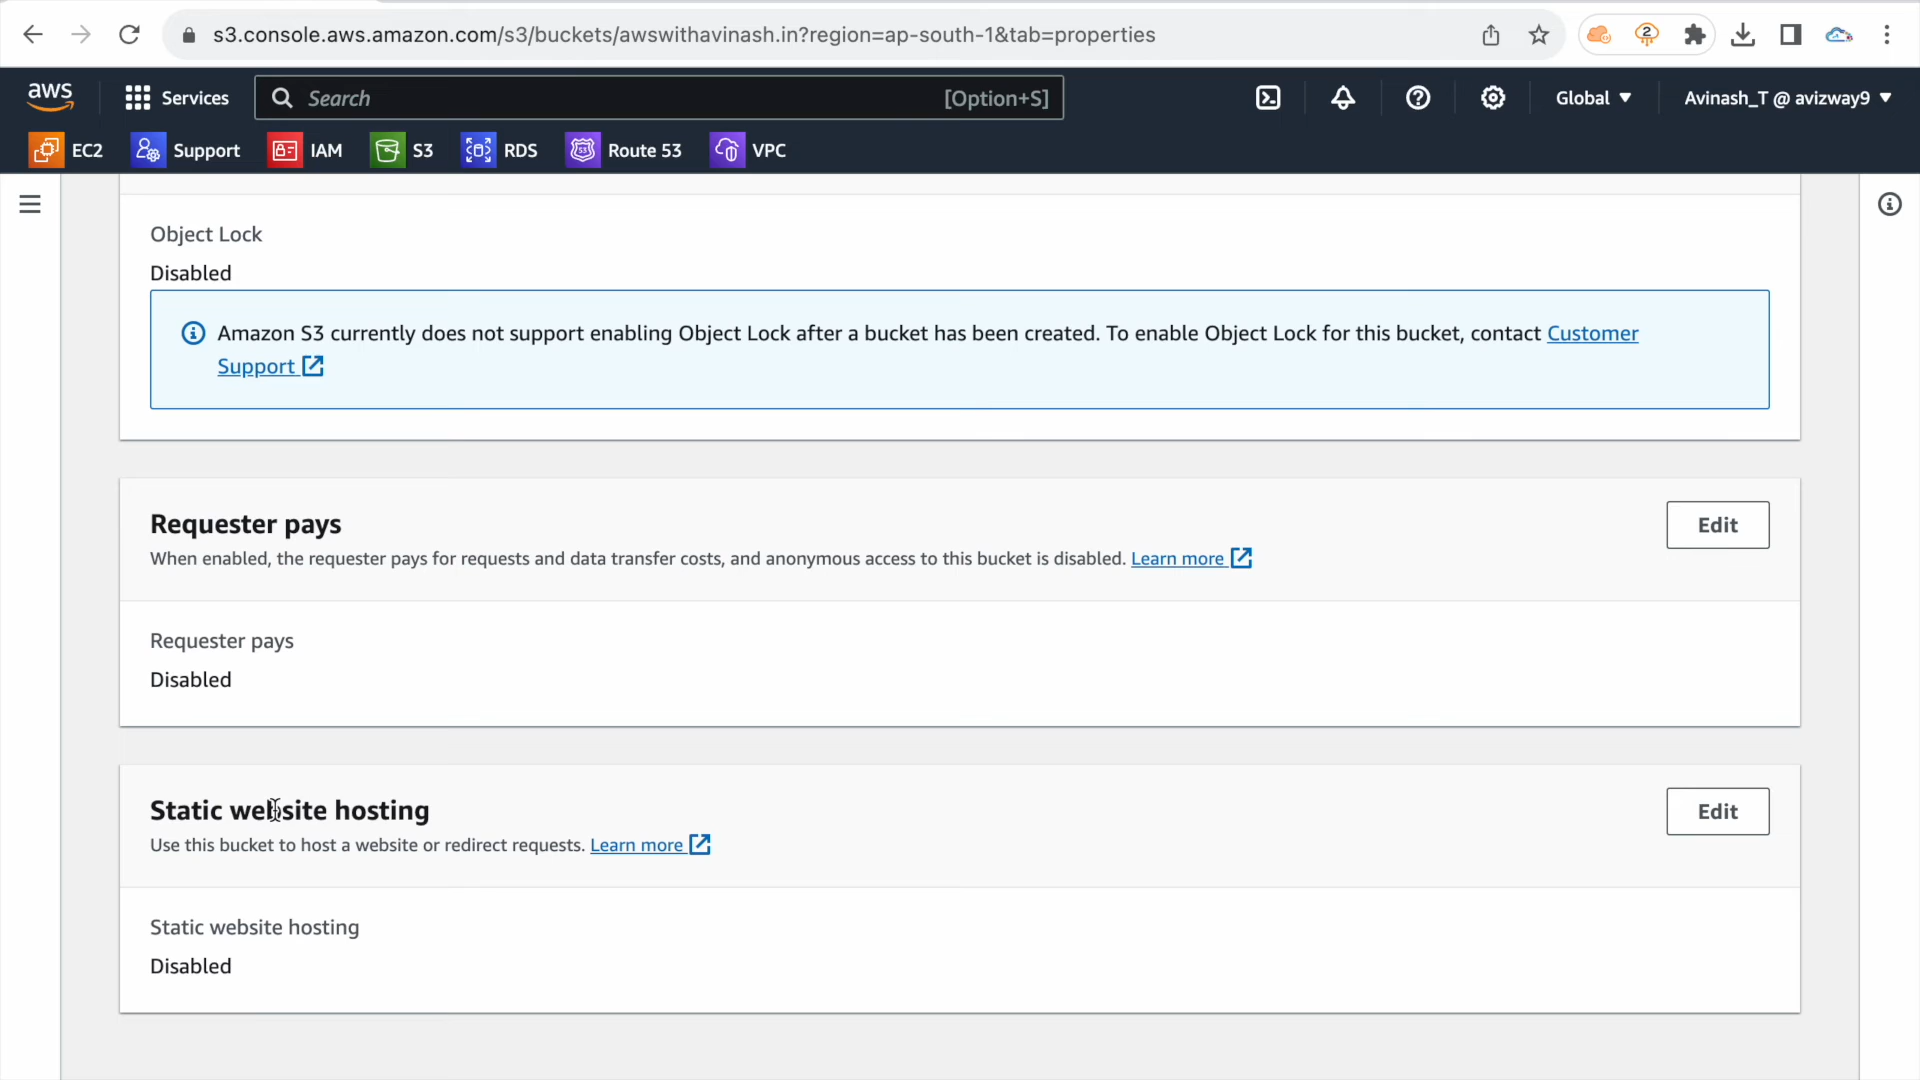 s3.console.aws.amazon.com/s3/buckets/awswithavinash.in?region=ap-south-1&tab=properties
2
aws
Services
Search
[Option+S]
Global
Avinash_T @ avizway9
EC2
Support
IAM
S3
RDS
Route 53
VPC
Object Lock
Disabled
Amazon S3 currently does not support enabling Object Lock after a bucket has been created. To enable Object Lock for this bucket, contact Customer
Support
Requester pays
Edit
When enabled, the requester pays for requests and data transfer costs, and anonymous access to this bucket is disabled. Learn more
Requester pays
Disabled
Static website hosting
Edit
Use this bucket to host a website or redirect requests. Learn more
Static website hosting
Disabled